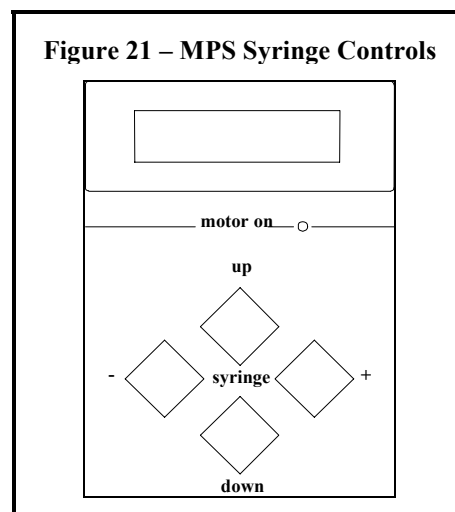 Figure 21 – MPS Syringe Controls
motor on
up
- syringe +
down